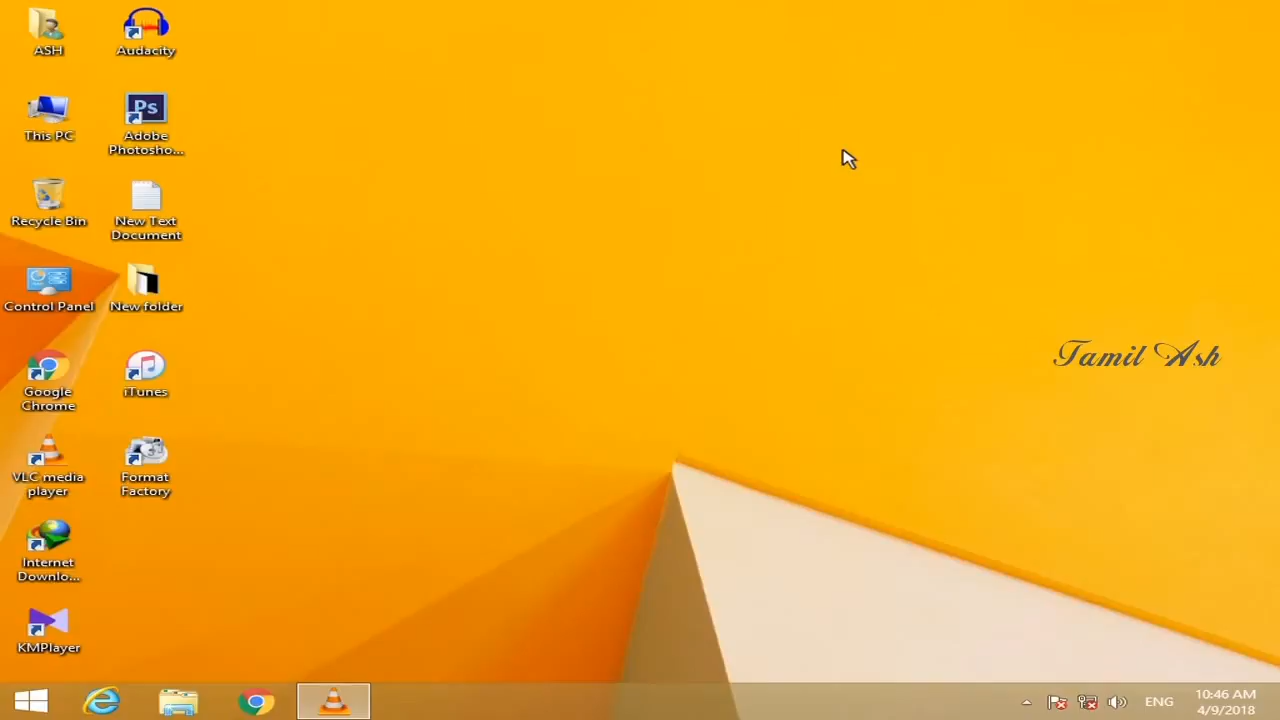 ASH
Audacity
This PC
Adobe
Photosho...
Recycle Bin
New Text
Document
Control Panel
New folder
Google
Chrome
iTunes
VLC media
player
Format
Factory
Internet
Downlo...
KMPlayer
Ps
Tamil Ash
ENG
10:46 AM
4/9/2018